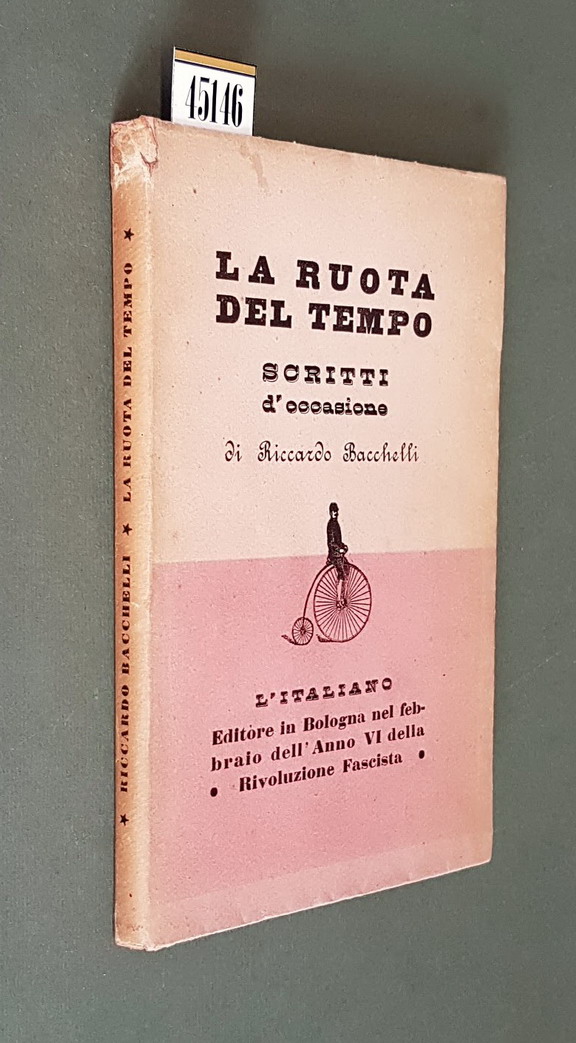 45146
LA RUOTA
DEL TEMPO
SCRITTI
d'occasione
di Riccardo Bacchelli
L'ITALIANO
Editore in Bologna nel feb-
braio dell'Anno VI della
• Rivoluzione Fascista •
★ RICCARDO BACCHELLI ★ LA RUOTA DEL TEMPO ★